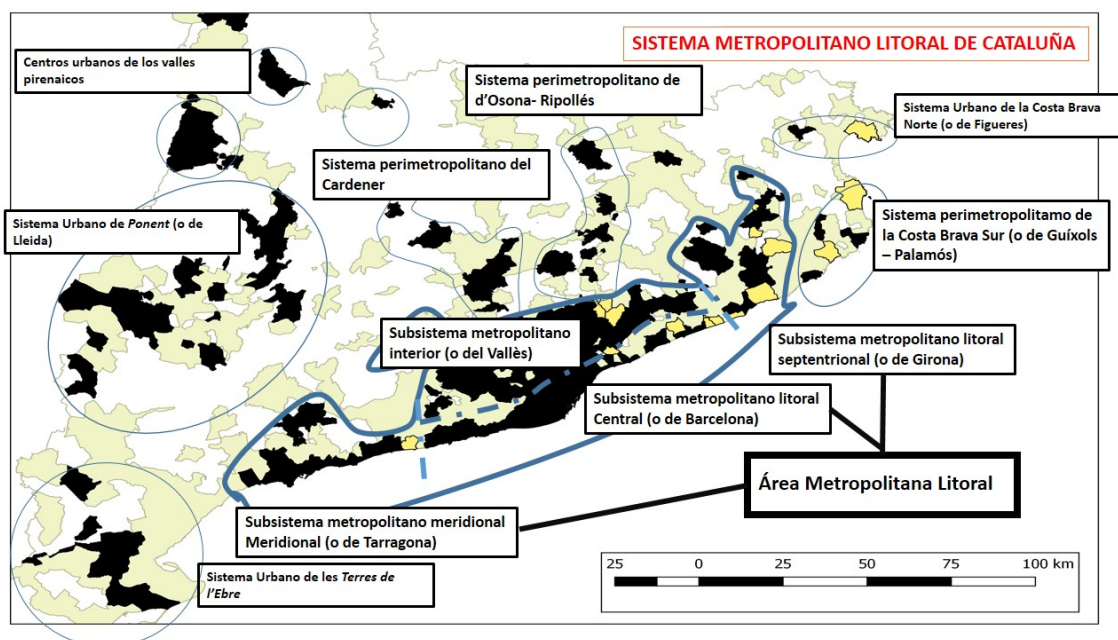 SISTEMA METROPOLITANO LITORAL DE CATALUÑA
Centros urbanos de los valles
pirenaicos
Sistema perimetropolitano de
d’Osona- Ripollés
Sistema Urbano de la Costa Brava
Norte (o de Figueres)
Sistema perimetropolitano del
Cardener
Sistema Urbano de Ponent (o de
Lleida)
Sistema perimetropolitamo de
la Costa Brava Sur (o de Guíxols
– Palamós)
Subsistema metropolitano
interior (o del Vallès)
Subsistema metropolitano litoral
septentrional (o de Girona)
Subsistema metropolitano litoral
Central (o de Barcelona)
Área Metropolitana Litoral
Subsistema metropolitano meridional
Meridional (o de Tarragona)
Sistema Urbano de les Terres de
l’Ebre
25 0 25 50 75 100 km